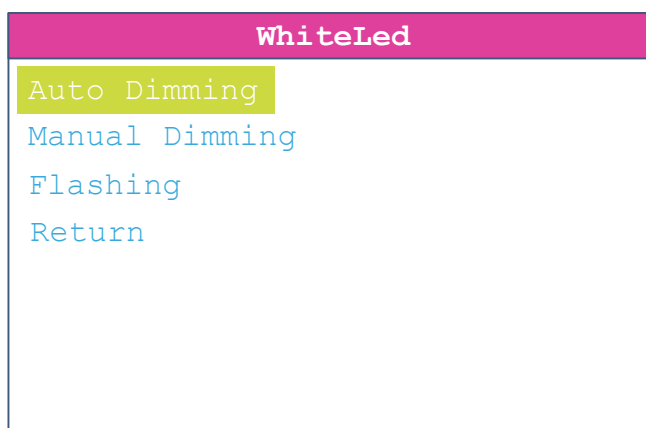 WhiteLed
Auto Dimming
Manual Dimming
Flashing
Return